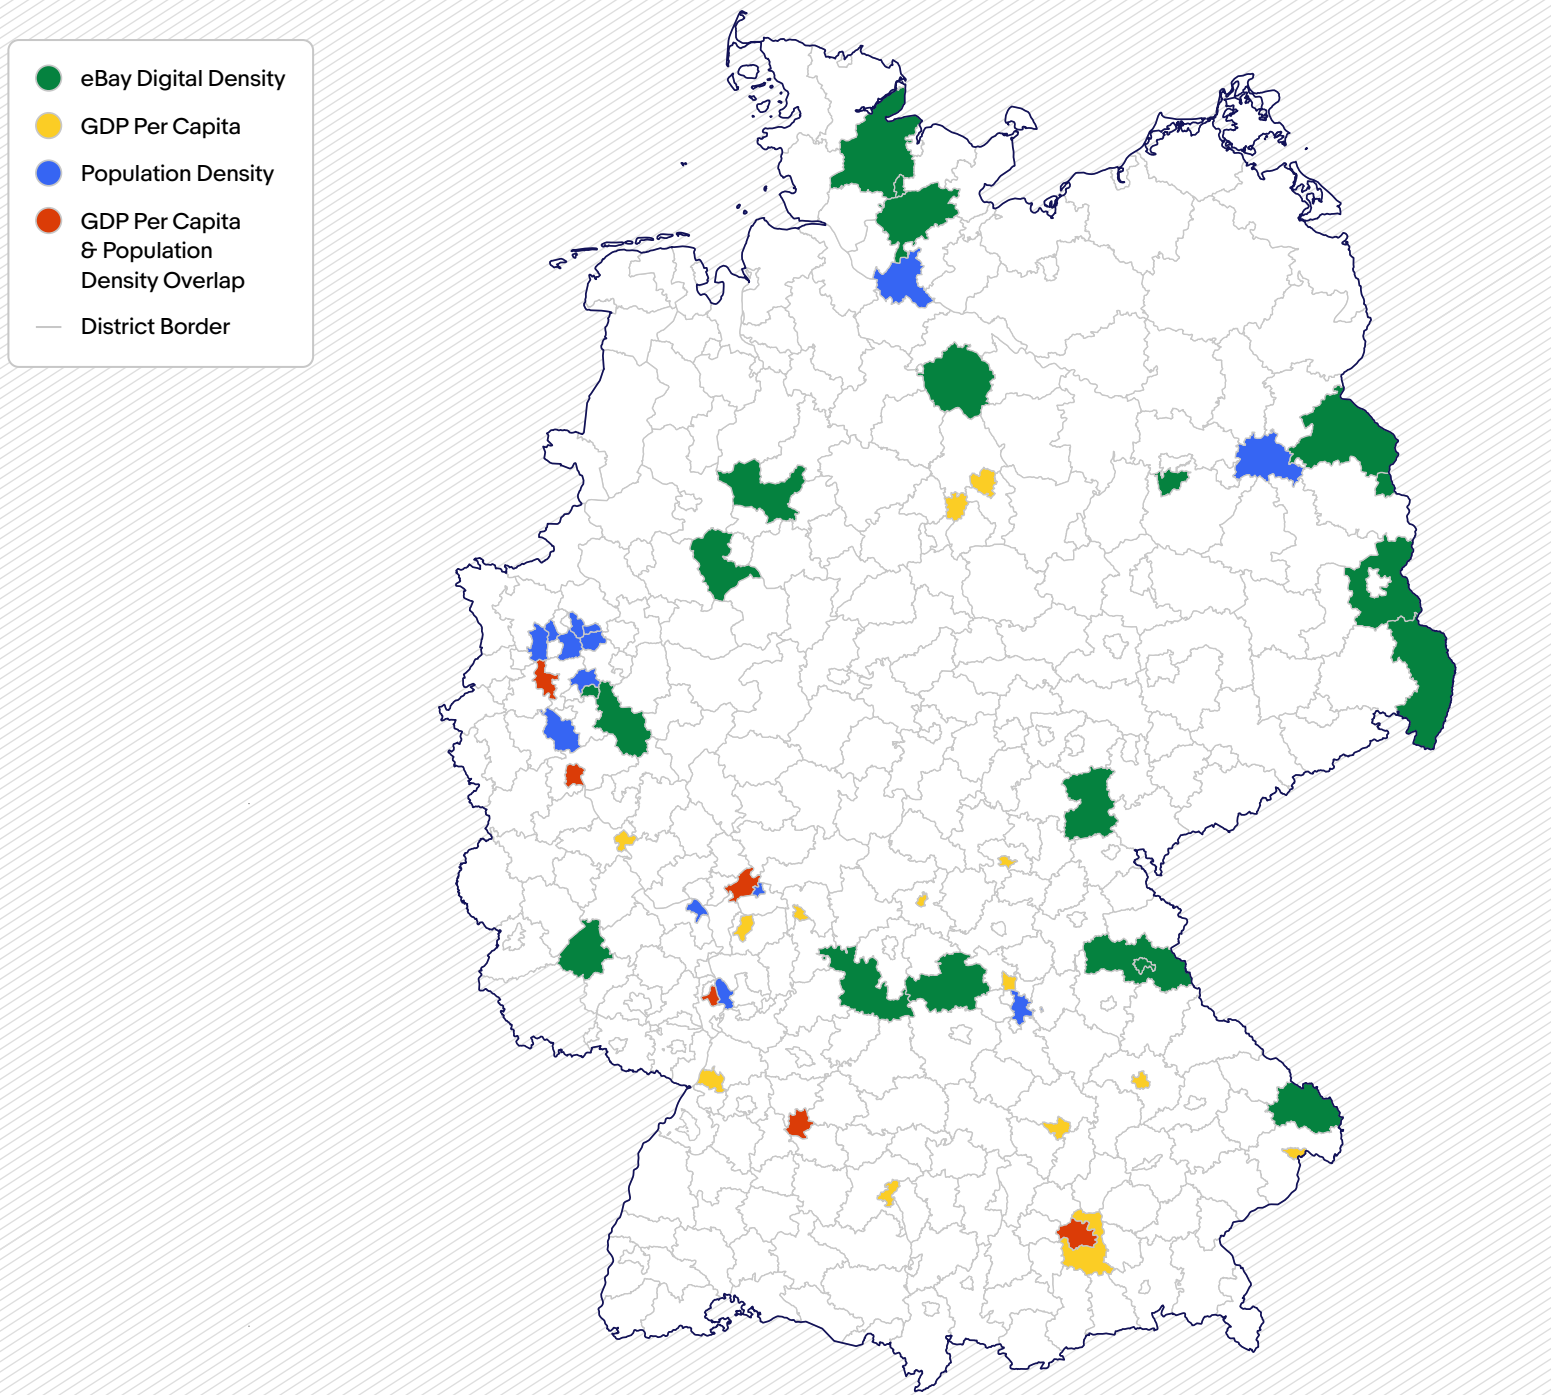 eBay Digital Density
GDP Per Capita
Population Density
GDP Per Capita
& Population
Density Overlap
District Border